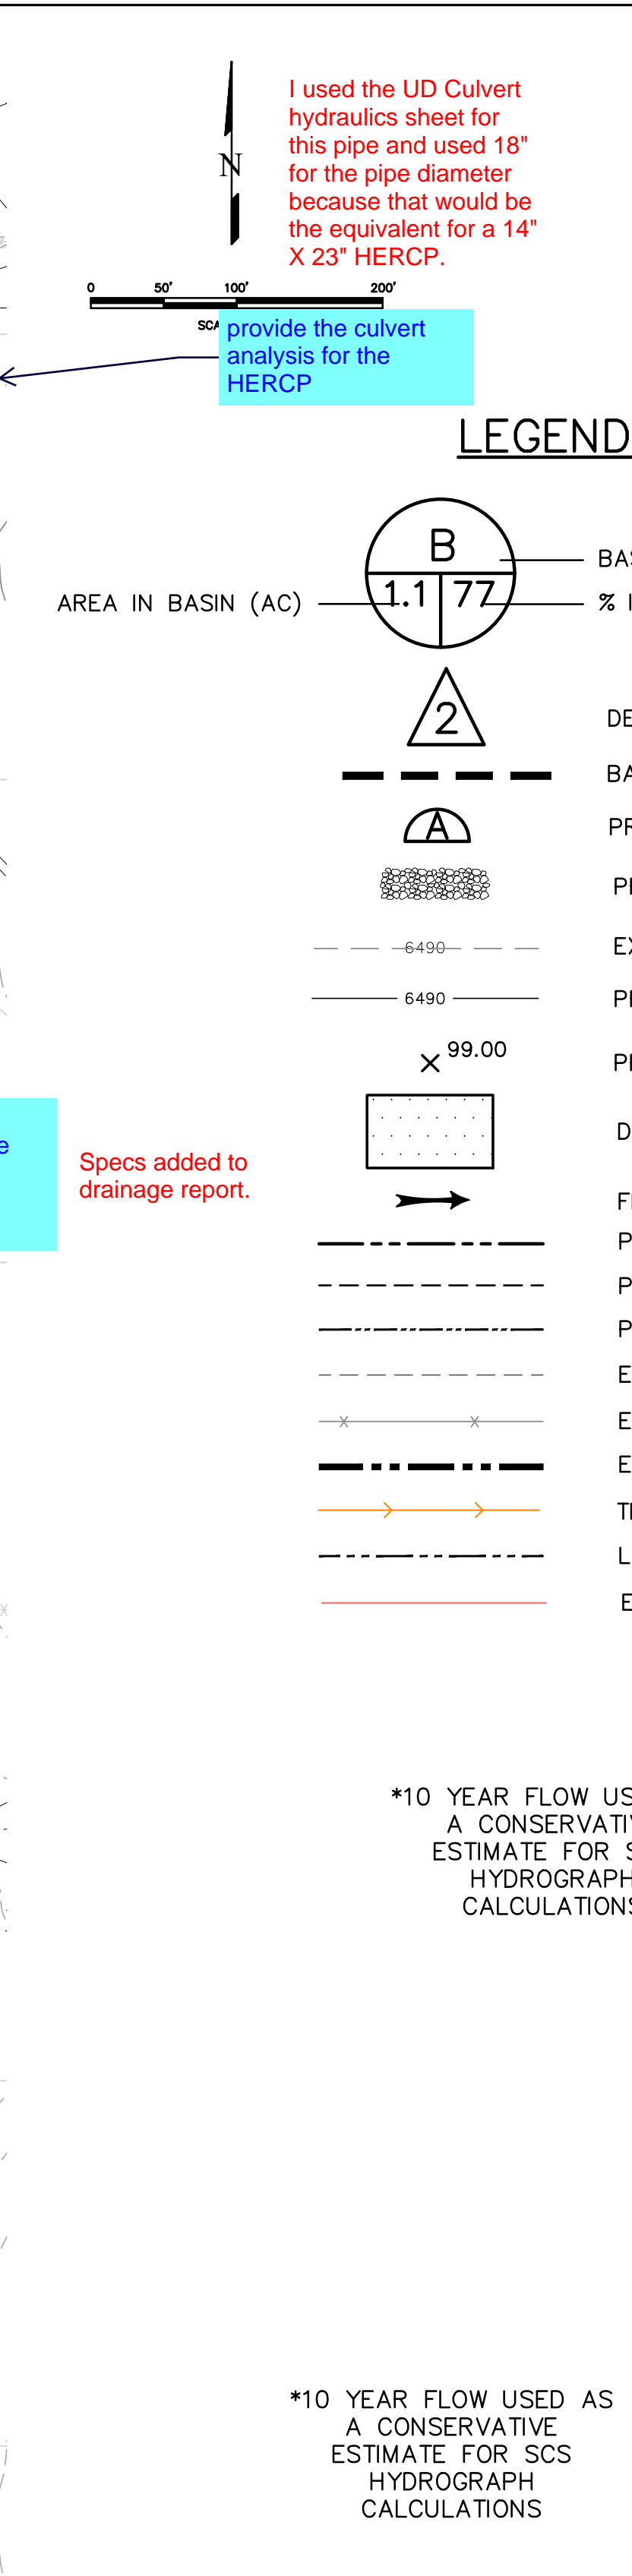 I used the UD Culvert
hydraulics sheet for
this pipe and used 18"
for the pipe diameter
because that would be
the equivalent for a 14"
X 23" HERCP.
N
0 50' 100' 200'
provide the culvert
analysis for the
HERCP
LEGEND
B
1.1 77
AREA IN BASIN (AC)
%
2
A
6490
6490
99.00
Specs added to
drainage report.
*10 YEAR FLOW
A
ESTIMATE FOR
HYDROGRAPH
CALCULATIONS
*10 YEAR FLOW USED AS
A CONSERVATIVE
ESTIMATE FOR SCS
HYDROGRAPH
CALCULATIONS